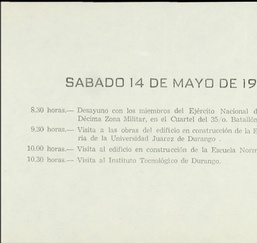 SABADO 14 DE MAYO DE 19
8.30 horas.— Desayuno con los miembros del Ejército Nacional d
Décima Zona Militar, en el Cuartel del 35/o. Batallón
9.30 horas.— Visita a las obras del edificio en construcción de la E
ría de la Universidad Juarez de Durango .
10.00 horas.— Visita al edificio en construcción de la Escuela Norm
10.30 horas.— Visita al Instituto Tecnológico de Durango.